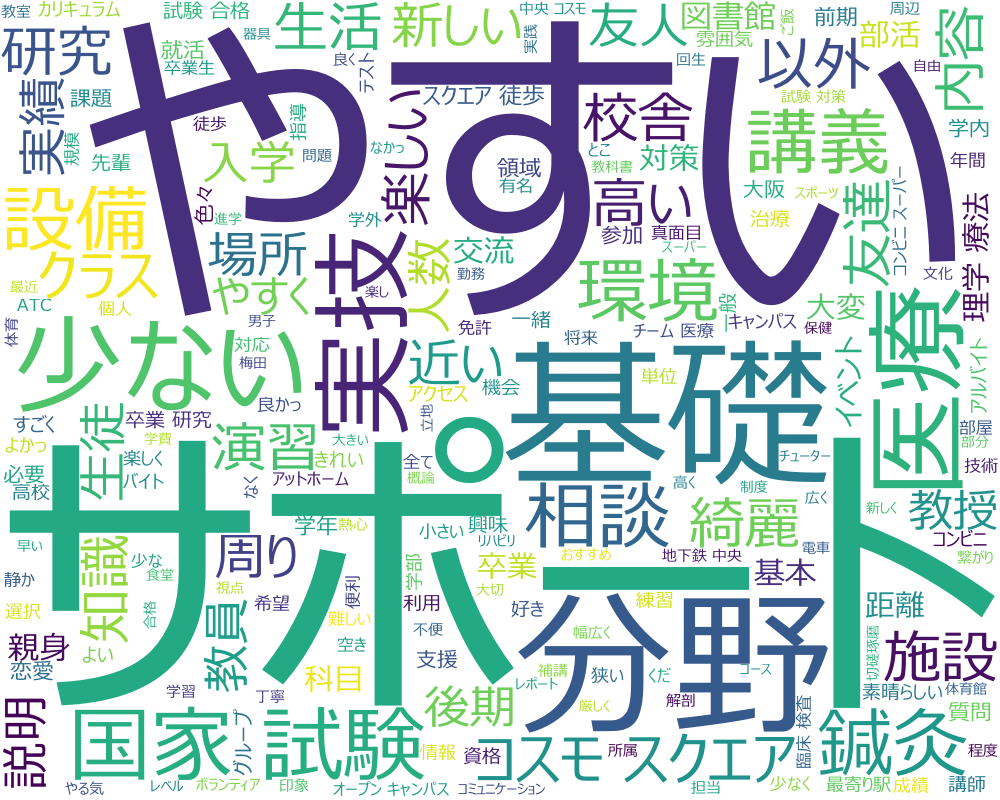 教室
カリキュラム
試験 合格
器具
生活
新しい
中央 コスモ
実践
友人
図書館
雰囲気
ご飯
前期
周辺
部活
内容
研究
就活
卒業生
良く
テスト
回生
以外
自由
やすい
実績
課題
規模
先輩
徒歩
指導
スクエア 徒歩
楽しい
校舎
講義
試験 対策
学内
入学
問題
なかっ
領域
有名
とこ
教科書
対策
高い
大阪
スポーツ
年間
色々
進学
学外
設備
クラス
場所
やすく
人数
交流
勤務
参加
真面目
スーパー
治療
友達
コンビニ スーパー
理学 療法
文化
最近
ATC
個人
体育
男子
楽し
実技
免許
一緒
環境
一般
キャンパス
チーム 医療
大変
保健
将来
少ない
対応
梅田
良かっ
近い
機会
アクセス
基礎
単位
イベント
アルバイト
医療
すごく
よかっ
生徒
卒業 研究
学費
演習
大きい
きれい
立地
部屋
部分
必要
高校
楽しく
バイト
なく
アットホーム
全て
概論
相談
高く
チューター
制度
広く
綺麗
技術
教授
新しく
コンビニ
サポート
早い
少な
食堂
知識
周り
学年
熱心
小さい
興味
リハビリ
おすすめ
地下鉄 中央
電車
繋がり
静か
選択
合格
視点
希望
便利
難しい
学部
利用
卒業
大切
分野
練習
基本
距離
親身
よい
恋愛
教員
空き
不便
好き
幅広く
支援
補講
狭い
くだ
コース
切磋琢磨
施設
素晴らしい
体育館
学習
丁寧
科目
後期
レポート
厳しく
解剖
質問
説明
国家 試験
グループ
情報
資格
コスモ スクエア
所属
臨床 検査
鍼灸
程度
やる気
レベル
ボランティア
印象
オープン キャンパス
コミュニケーション
担当
少なく
最寄り駅
成績
講師